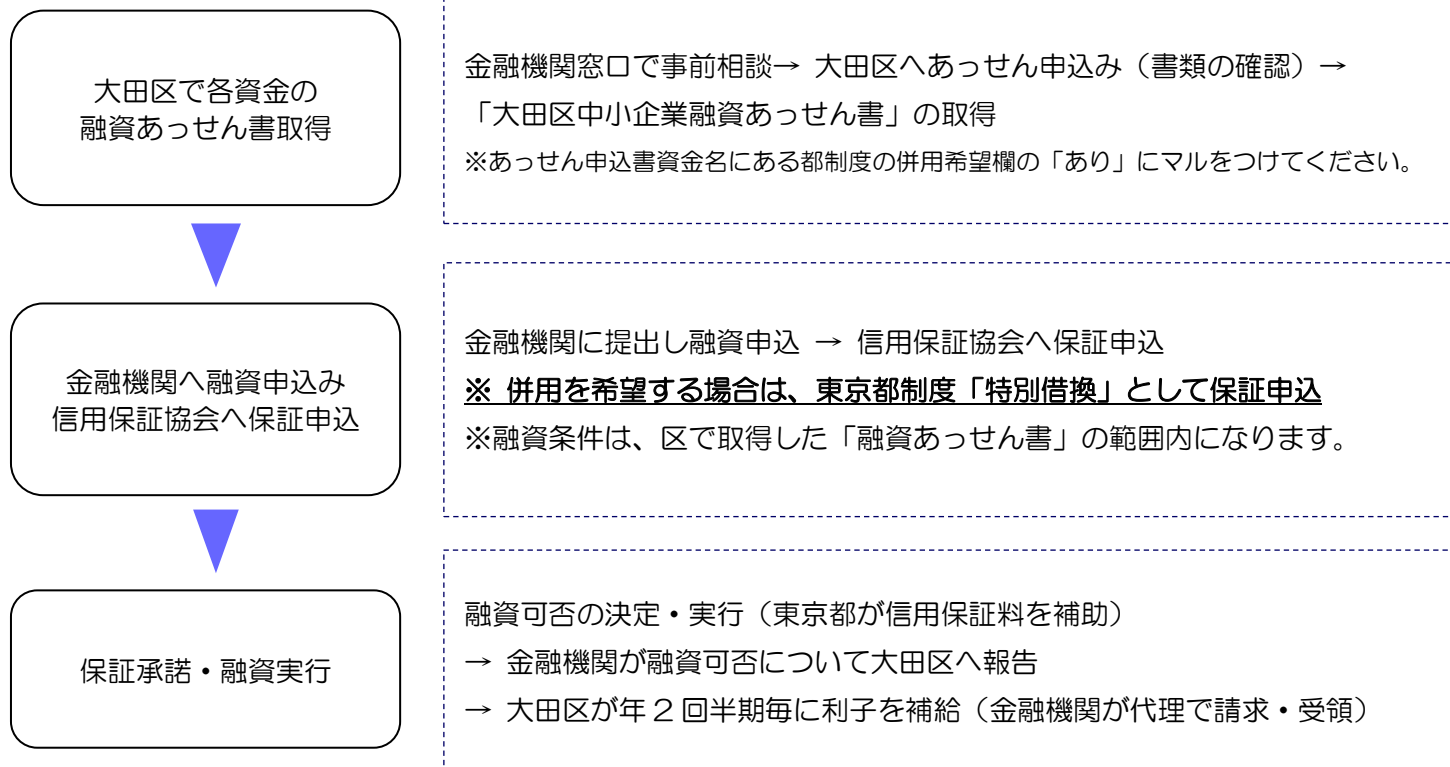 大田区で各資金の
融資あっせん書取得
金融機関窓口で事前相談→ 大田区へあっせん申込み（書類の確認）→
「大田区中小企業融資あっせん書」の取得
※あっせん申込書資金名にある都制度の併用希望欄の「あり」にマルをつけてください。
金融機関へ融資申込み
信用保証協会へ保証申込
金融機関に提出し融資申込 → 信用保証協会へ保証申込
※ 併用を希望する場合は、東京都制度「特別借換」として保証申込
※融資条件は、区で取得した「融資あっせん書」の範囲内になります。
保証承諾・融資実行
融資可否の決定・実行（東京都が信用保証料を補助）
→ 金融機関が融資可否について大田区へ報告
→ 大田区が年２回半期毎に利子を補給（金融機関が代理で請求・受領）